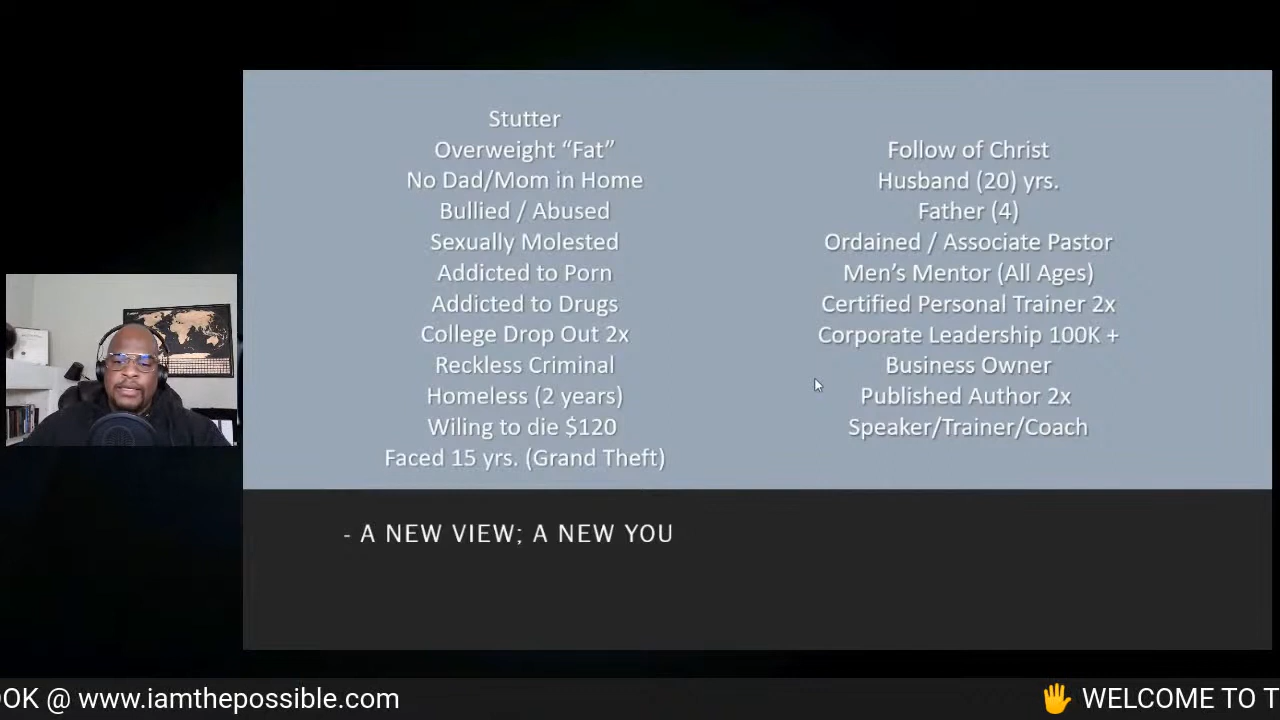 Stutter
Overweight “Fat”
No Dad/Mom in Home
Bullied / Abused
Sexually Molested
Addicted to Porn
Addicted to Drugs
College Drop Out 2x
Reckless Criminal
Homeless (2 years)
Wiling to die $120
Faced 15 yrs. (Grand Theft)
Follow of Christ
Husband (20) yrs.
Father (4)
Ordained / Associate Pastor
Men’s Mentor (All Ages)
Certified Personal Trainer 2x
Corporate Leadership 100K +
Business Owner
Published Author 2x
Speaker/Trainer/Coach
- A NEW VIEW; A NEW YOU
OOK @ www.iamthepossible.com
🖐 WELCOME TO T